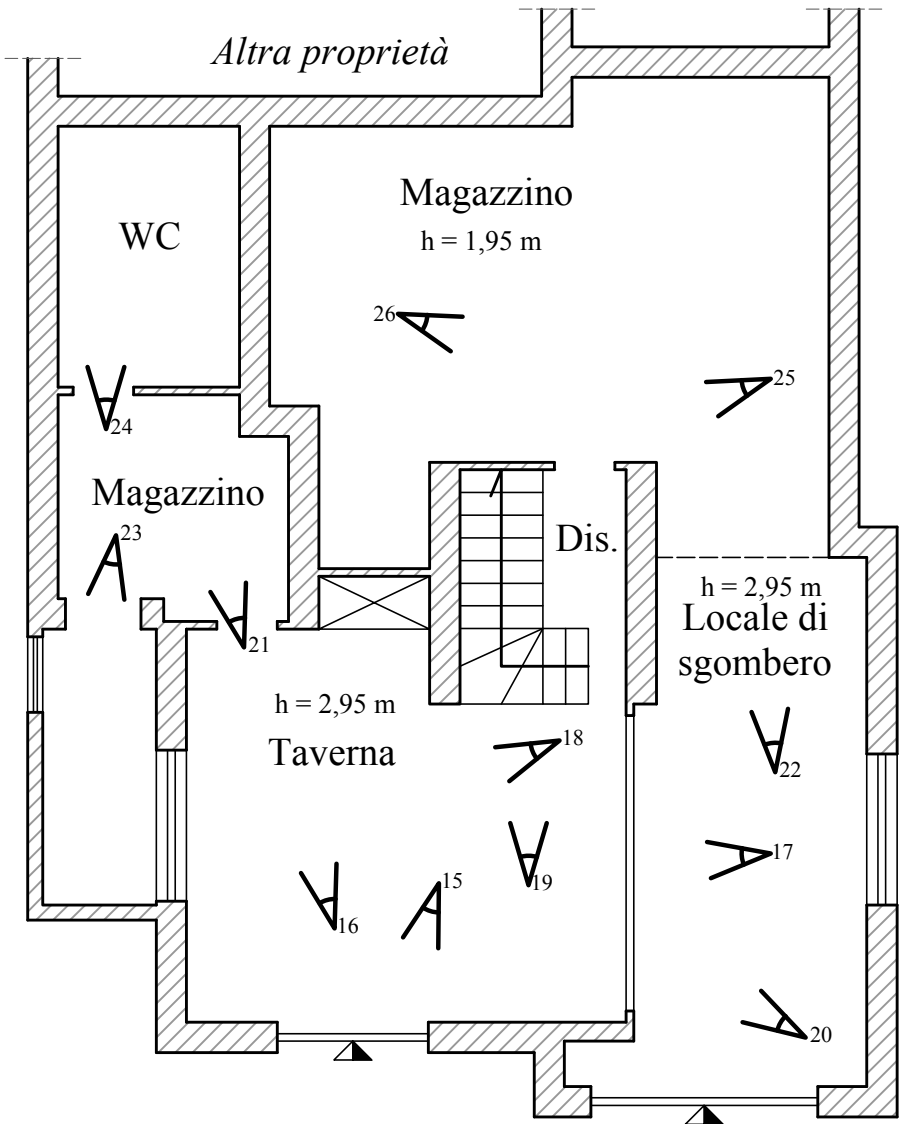 Altra proprietà
Magazzino
h = 1,95 m
WC
26
25
24
Magazzino
23
Dis.
21
h = 2,95 m
Locale di
sgombero
h = 2,95 m
Taverna
18
22
17
15
19
16
20